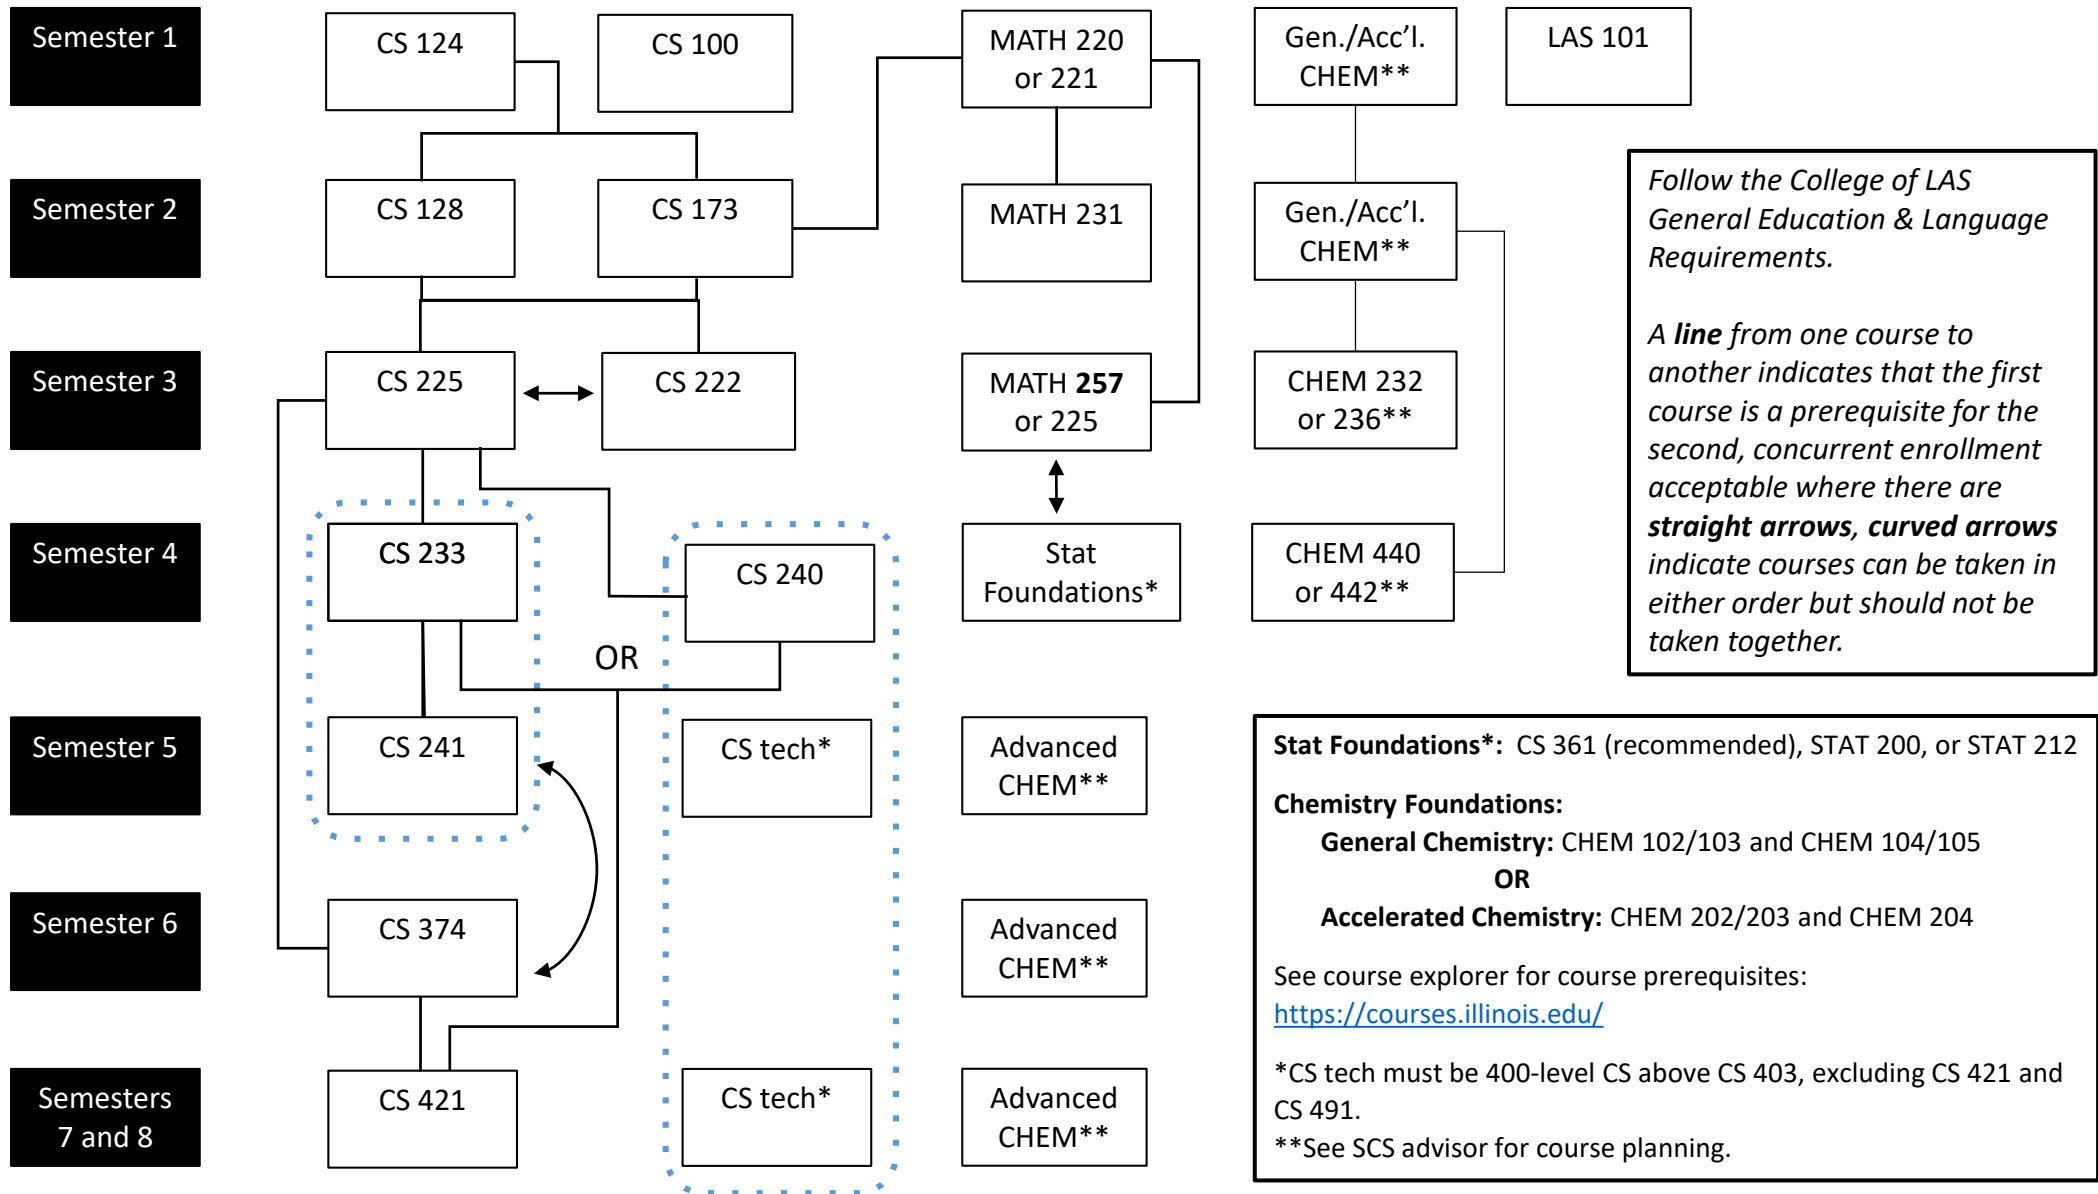 Semester 1
CS 124
CS 100
MATH 220
or 221
Gen./Acc'l.
CHEM**
LAS 101
Semester 2
CS 128
CS 173
MATH 231
Gen./Acc'l.
CHEM**
Semester 3
CS 225
CS 222
MATH 257
or 225
CHEM 232
or 236**
Semester 4
CS 233
CS 240
Stat
Foundations*
CHEM 440
or 442**
OR
Semester 5
CS 241
CS tech*
Advanced
CHEM**
Semester 6
CS 374
Advanced
CHEM**
Semesters
7 and 8
CS 421
CS tech*
Advanced
CHEM**
Follow the College of LAS
General Education & Language
Requirements.
A line from one course to
another indicates that the first
course is a prerequisite for the
second, concurrent enrollment
acceptable where there are
straight arrows, curved arrows
indicate courses can be taken in
either order but should not be
taken together.
Stat Foundations*: CS 361 (recommended), STAT 200, or STAT 212
Chemistry Foundations:
General Chemistry: CHEM 102/103 and CHEM 104/105
OR
Accelerated Chemistry: CHEM 202/203 and CHEM 204
See course explorer for course prerequisites:
https://courses.illinois.edu/
*CS tech must be 400-level CS above CS 403, excluding CS 421 and
CS 491.
**See SCS advisor for course planning.